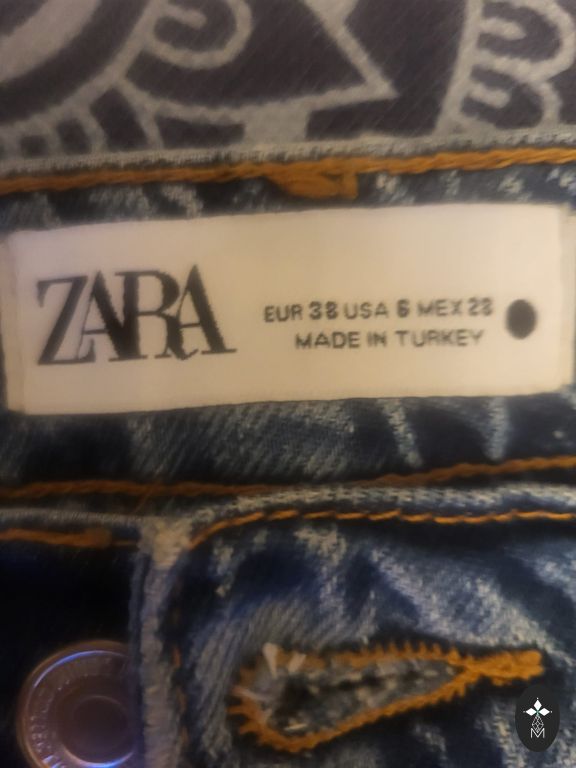 ZARA
EUR 38 USA 6 MEX 28
MADE IN TURKEY
M